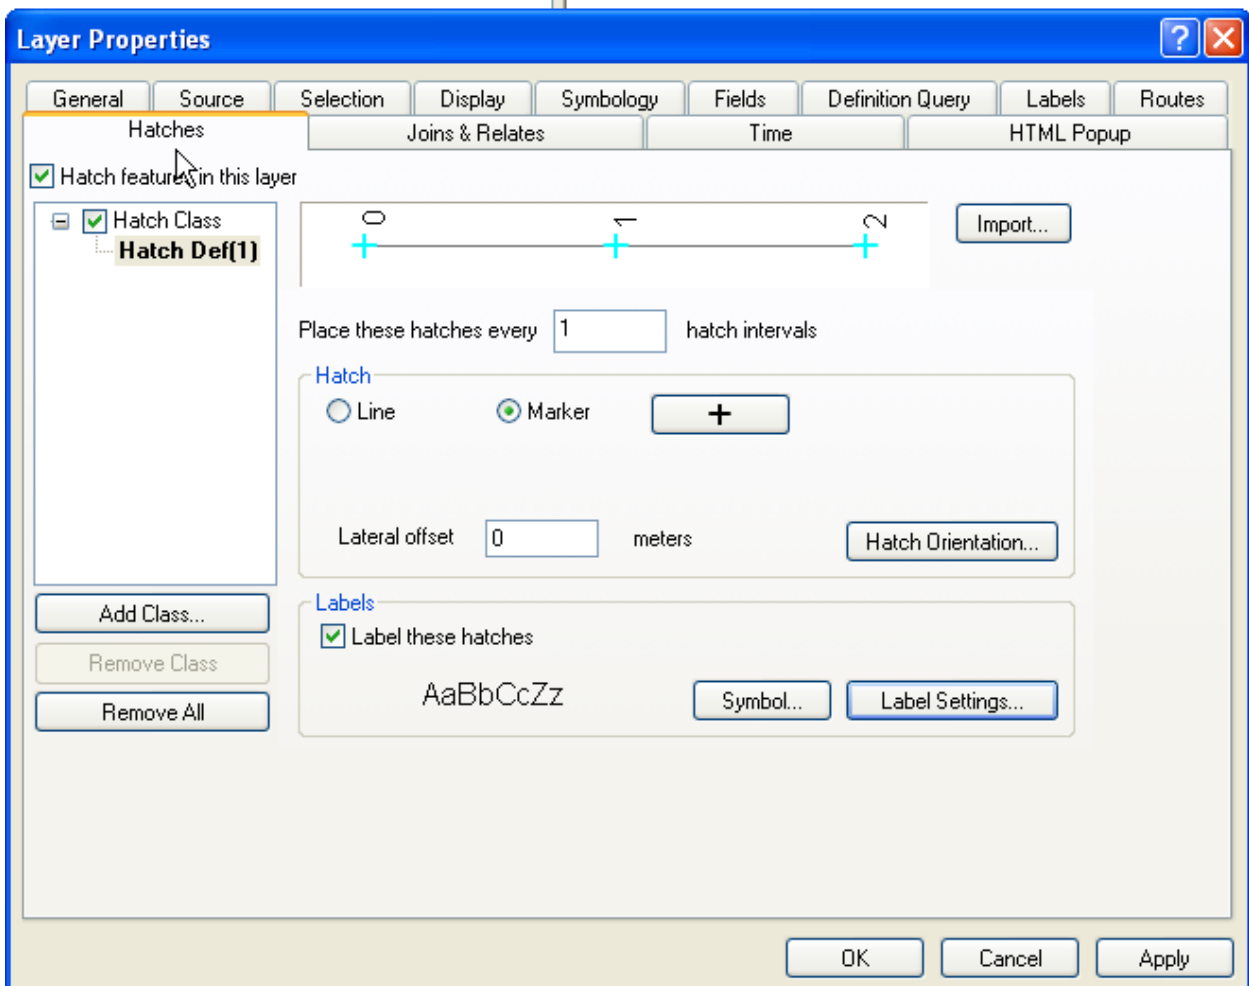 Layer Properties
General Source Selection Display Symbology Fields Definition Query Labels Routes
Hatches Joins & Relates Time HTML Popup
Hatch features in this layer
Hatch Class
Hatch Def(1)
0 1 2
Import...
Place these hatches every 1 hatch intervals
Hatch
Line Marker
Lateral offset 0 meters
Hatch Orientation...
Add Class...
Remove Class
Remove All
Labels
Label these hatches
AaBbCcZz
Symbol... Label Settings...
OK Cancel Apply